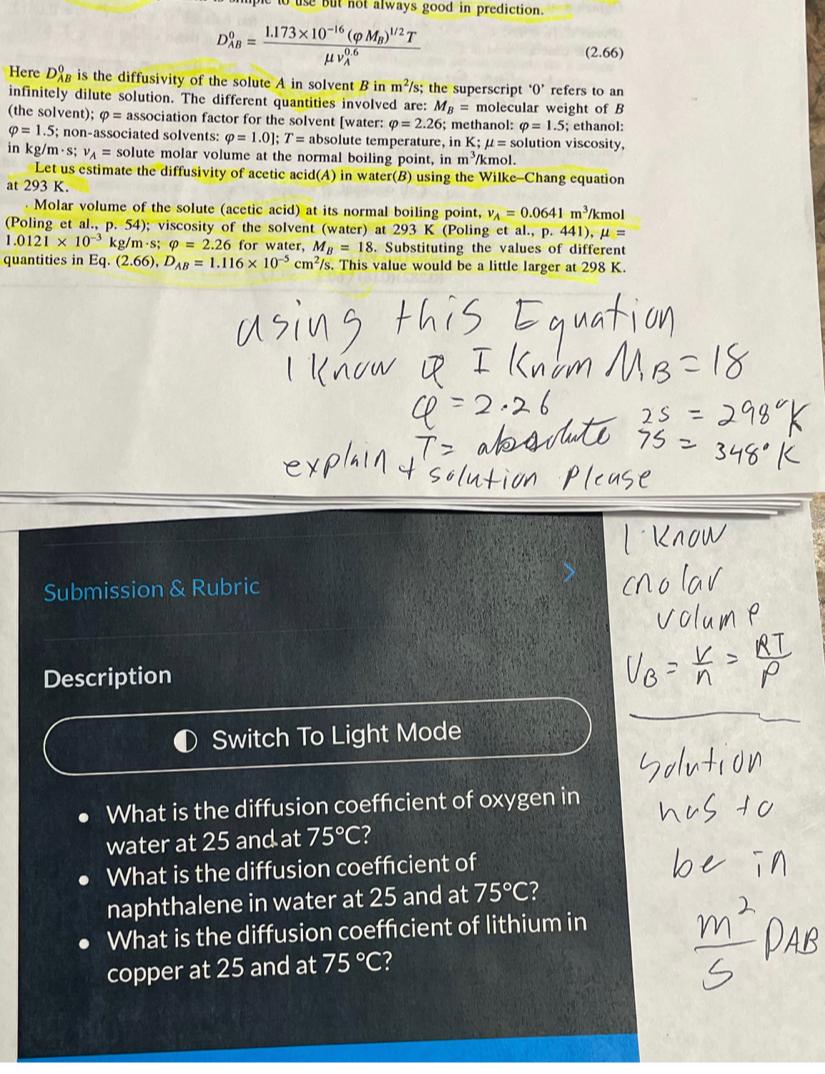 use but not always good in prediction.
D⁰AB = 1.173×10⁻¹⁶ (φ MB)^1/2 T / μ vA^0.6 (2.66)
Here D⁰AB is the diffusivity of the solute A in solvent B in m²/s; the superscript ‘0’ refers to an
infinitely dilute solution. The different quantities involved are: MB = molecular weight of B
(the solvent); φ = association factor for the solvent [water: φ = 2.26; methanol: φ = 1.5; ethanol:
φ = 1.5; non-associated solvents: φ = 1.0]; T = absolute temperature, in K; μ = solution viscosity,
in kg/m·s; vA = solute molar volume at the normal boiling point, in m³/kmol.
Let us estimate the diffusivity of acetic acid(A) in water(B) using the Wilke–Chang equation
at 293 K.
Molar volume of the solute (acetic acid) at its normal boiling point, vA = 0.0641 m³/kmol
(Poling et al., p. 54); viscosity of the solvent (water) at 293 K (Poling et al., p. 441), μ =
1.0121 × 10⁻³ kg/m·s; φ = 2.26 for water, MB = 18. Substituting the values of different
quantities in Eq. (2.66), DAB = 1.116 × 10⁻⁵ cm²/s. This value would be a little larger at 298 K.
using this Equation
I know φ I know MB = 18
φ = 2.26
T = absolute 25 = 298°K
75 = 348°K
explain + solution please
I know
molar
volume
VB = V/n = RT/P
solution
has to
be in
m²/s DAB
Submission & Rubric
Description
Switch To Light Mode
• What is the diffusion coefficient of oxygen in
water at 25 and at 75°C?
• What is the diffusion coefficient of
naphthalene in water at 25 and at 75°C?
• What is the diffusion coefficient of lithium in
copper at 25 and at 75 °C?